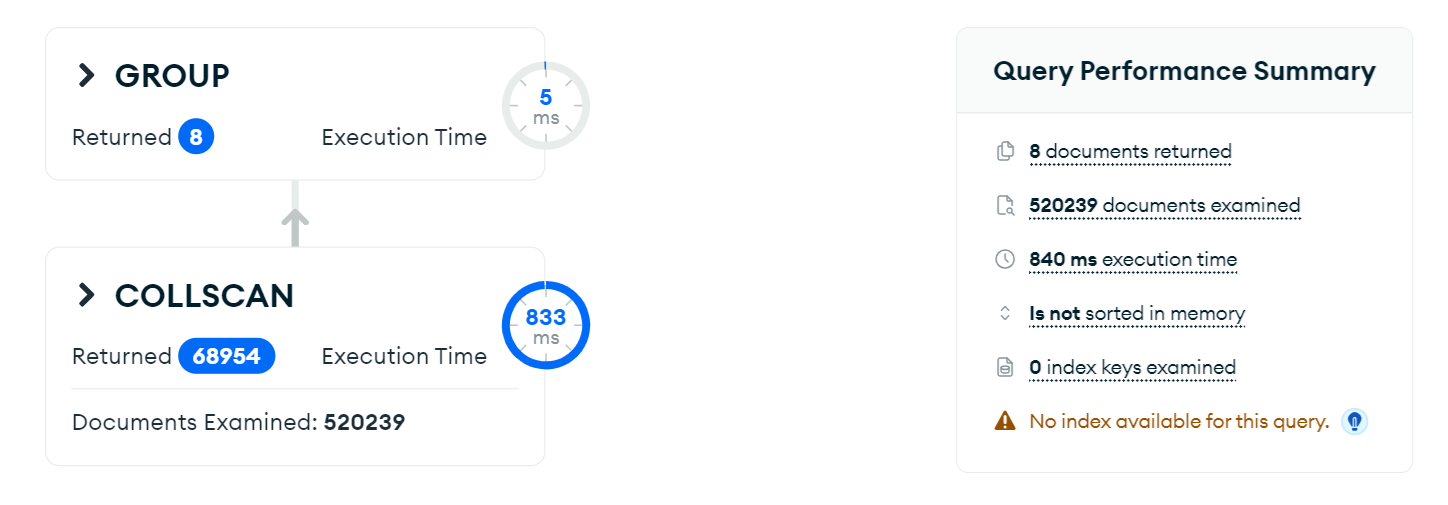 GROUP
Returned 8 Execution Time 5 ms
COLLSCAN
Returned 68954 Execution Time 833 ms
Documents Examined: 520239
Query Performance Summary
8 documents returned
520239 documents examined
840 ms execution time
Is not sorted in memory
0 index keys examined
No index available for this query.